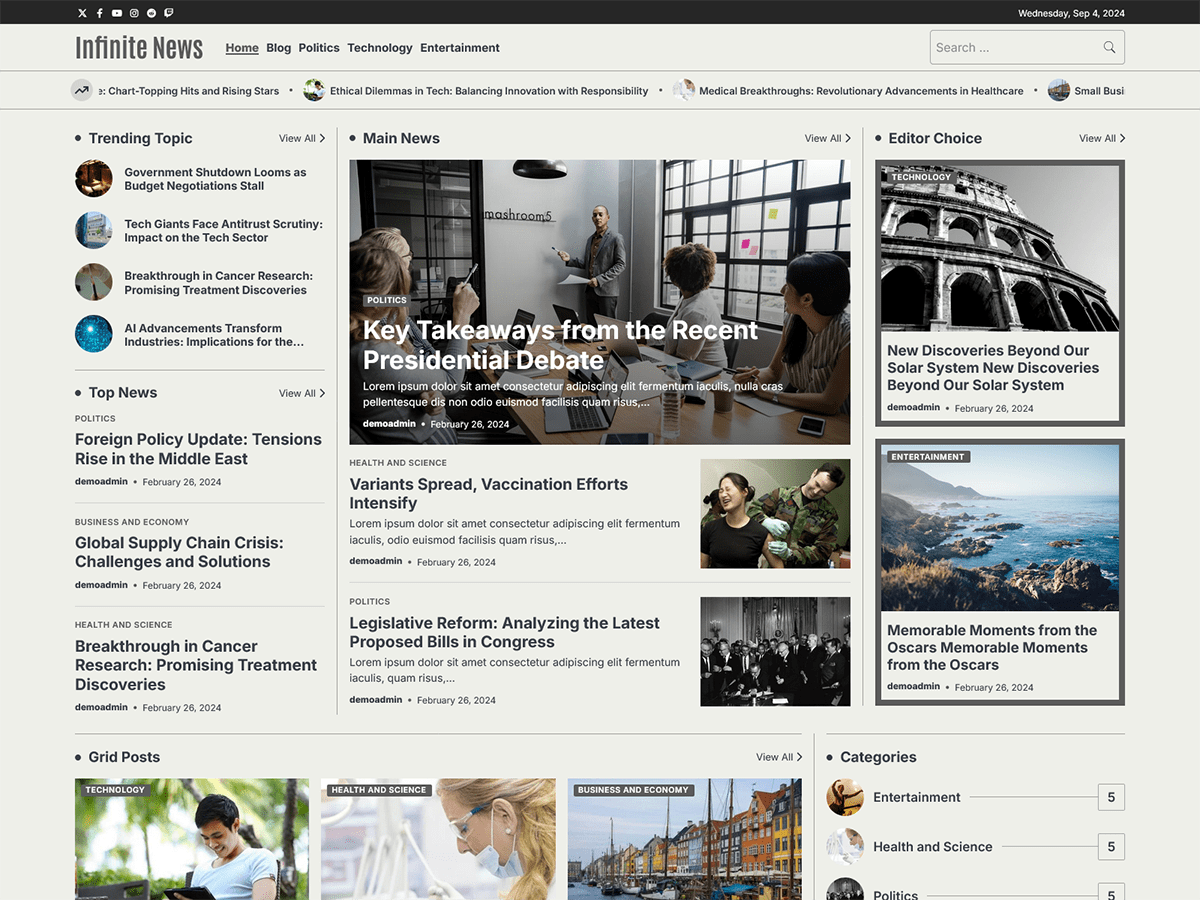 Wednesday, Sep 4, 2024
Infinite News
Home Blog Politics Technology Entertainment
Search ...
e: Chart-Topping Hits and Rising Stars • Ethical Dilemmas in Tech: Balancing Innovation with Responsibility • Medical Breakthroughs: Revolutionary Advancements in Healthcare • Small Busi
Trending Topic
View All
Government Shutdown Looms as
Budget Negotiations Stall
Tech Giants Face Antitrust Scrutiny:
Impact on the Tech Sector
Breakthrough in Cancer Research:
Promising Treatment Discoveries
AI Advancements Transform
Industries: Implications for the...
Top News
View All
POLITICS
Foreign Policy Update: Tensions
Rise in the Middle East
demoadmin • February 26, 2024
BUSINESS AND ECONOMY
Global Supply Chain Crisis:
Challenges and Solutions
demoadmin • February 26, 2024
HEALTH AND SCIENCE
Breakthrough in Cancer
Research: Promising Treatment
Discoveries
demoadmin • February 26, 2024
Main News
View All
mashroom5
POLITICS
Key Takeaways from the Recent
Presidential Debate
Lorem ipsum dolor sit amet consectetur adipiscing elit fermentum iaculis, nulla cras
pellentesque dis non odio euismod facilisis quam risus,...
demoadmin • February 26, 2024
HEALTH AND SCIENCE
Variants Spread, Vaccination Efforts
Intensify
Lorem ipsum dolor sit amet consectetur adipiscing elit fermentum
iaculis, odio euismod facilisis quam risus,...
demoadmin • February 26, 2024
POLITICS
Legislative Reform: Analyzing the Latest
Proposed Bills in Congress
Lorem ipsum dolor sit amet consectetur adipiscing elit fermentum
iaculis, quam risus,...
demoadmin • February 26, 2024
Editor Choice
View All
TECHNOLOGY
New Discoveries Beyond Our
Solar System New Discoveries
Beyond Our Solar System
demoadmin • February 26, 2024
ENTERTAINMENT
Memorable Moments from the
Oscars Memorable Moments
from the Oscars
demoadmin • February 26, 2024
Grid Posts
View All
TECHNOLOGY
HEALTH AND SCIENCE
BUSINESS AND ECONOMY
Categories
Entertainment 5
Health and Science 5
Politics 5